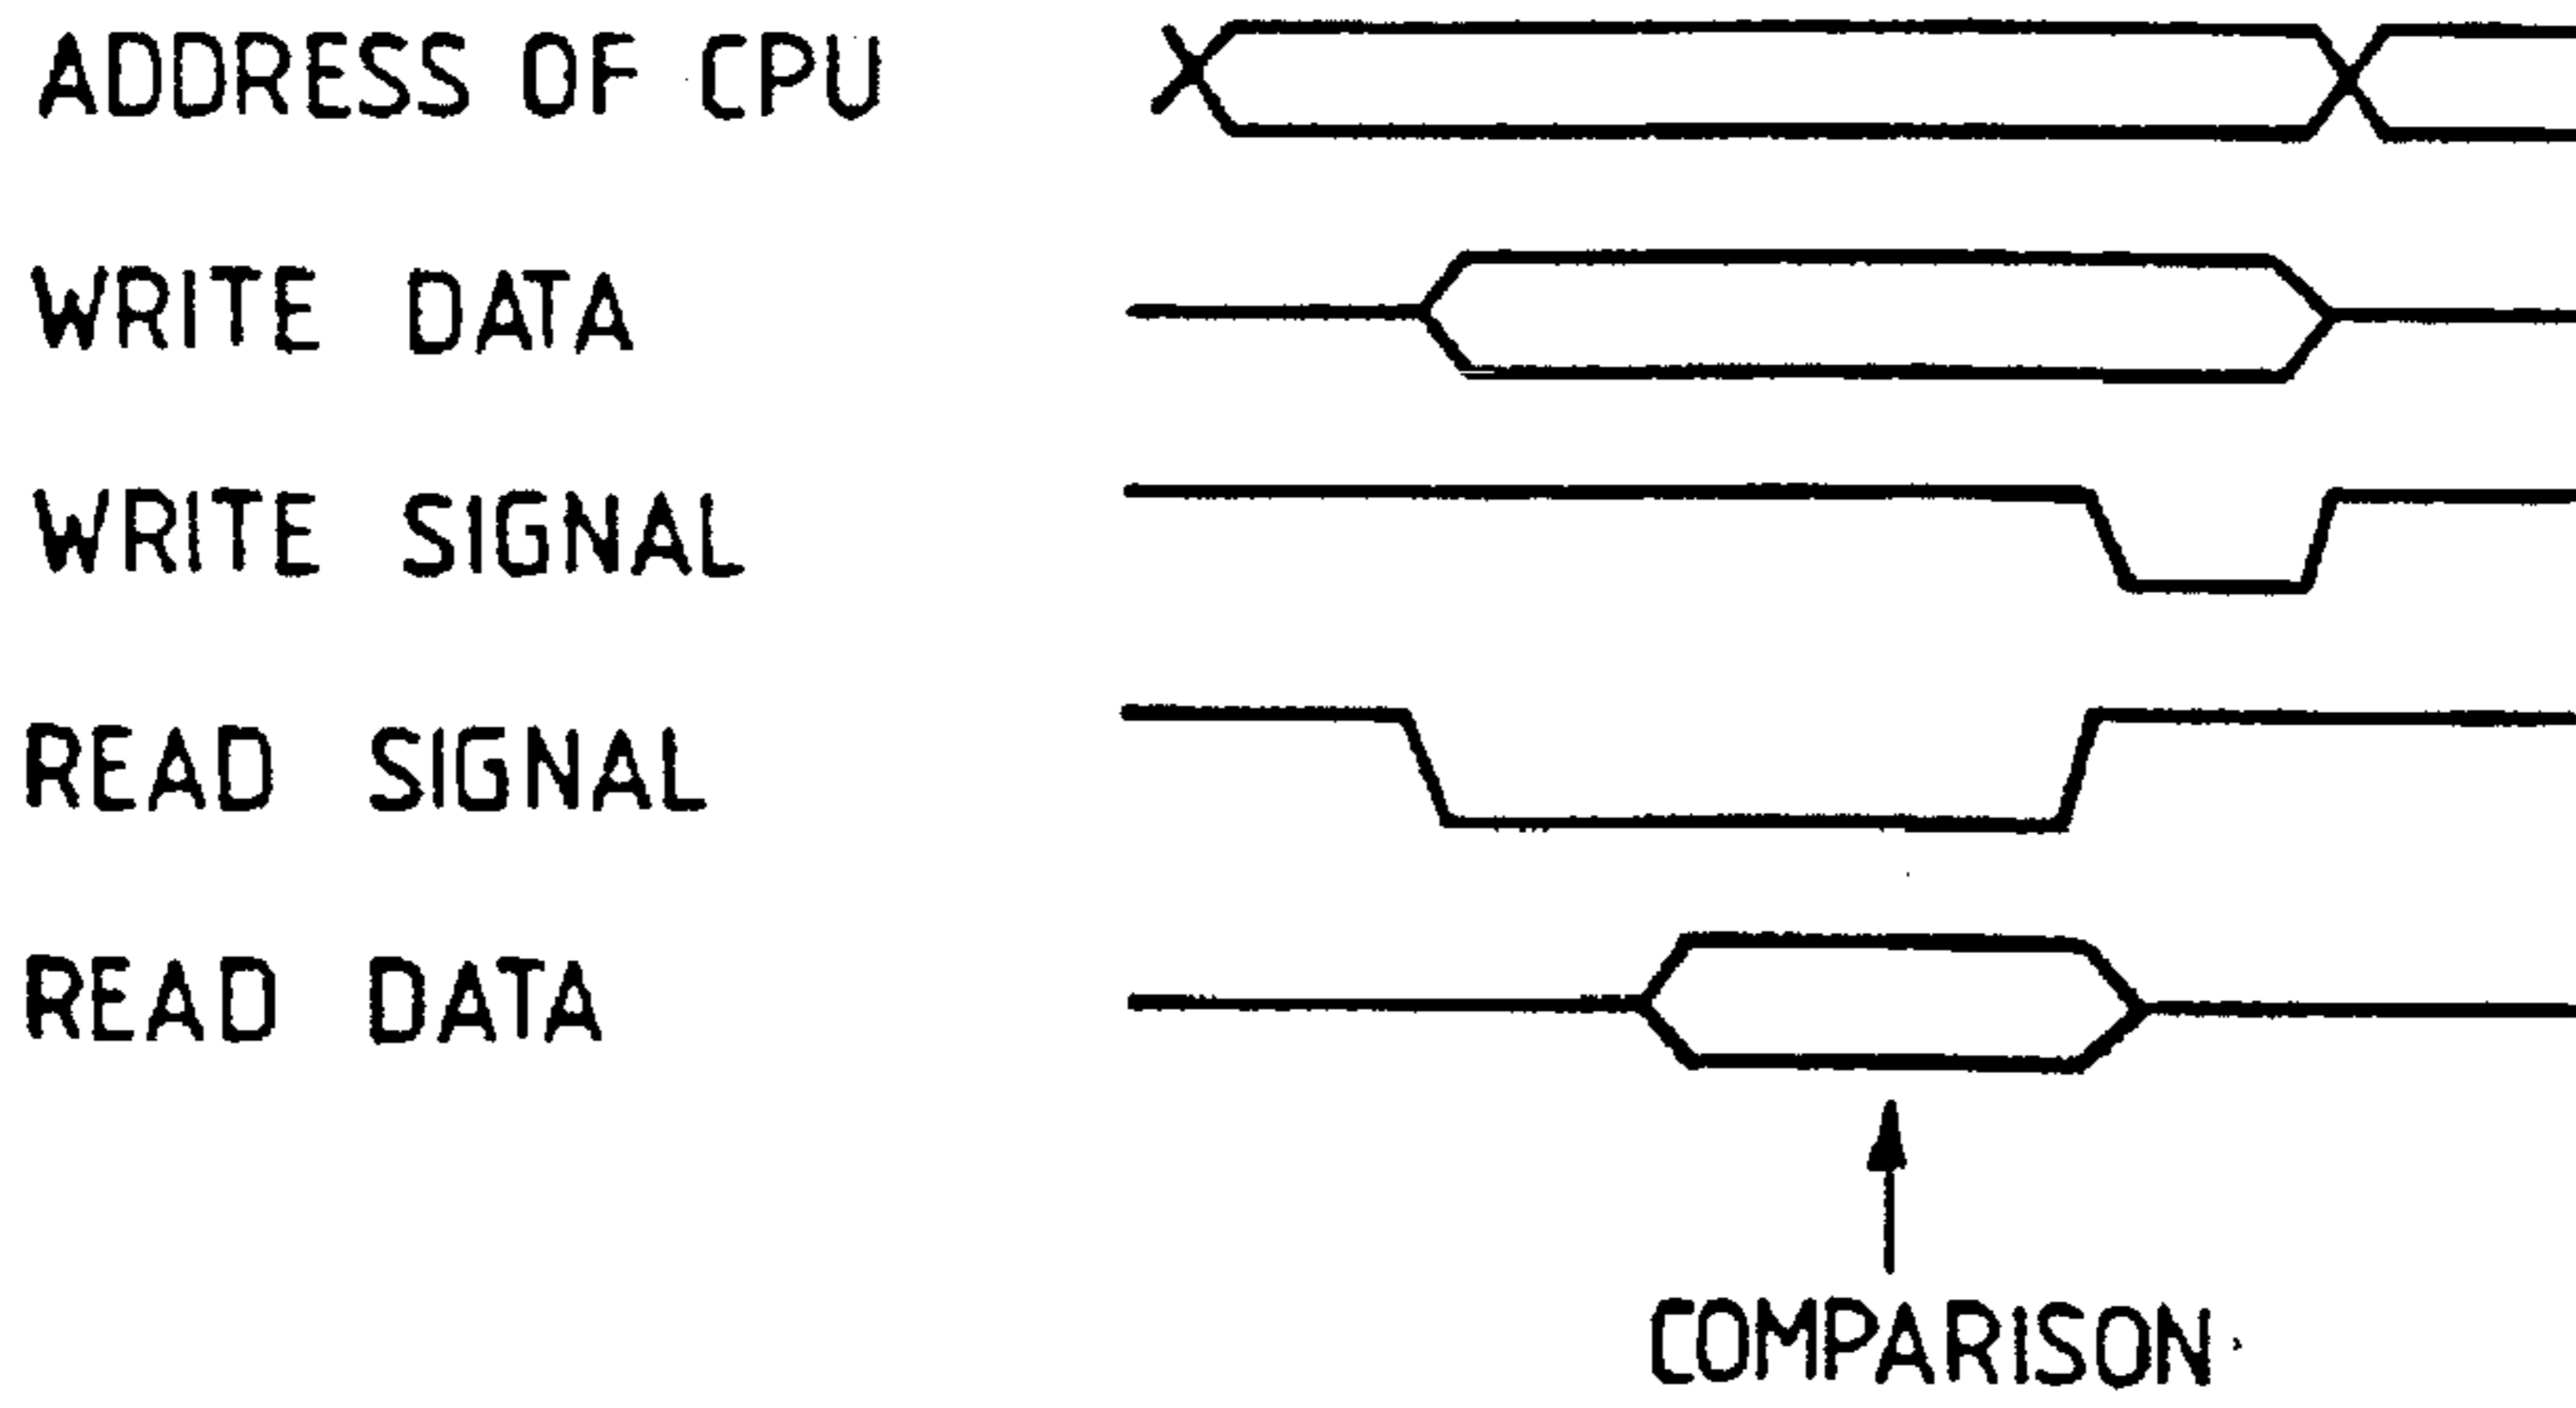 ADDRESS OF CPU
WRITE DATA
WRITE SIGNAL
READ SIGNAL
READ DATA
COMPARISON